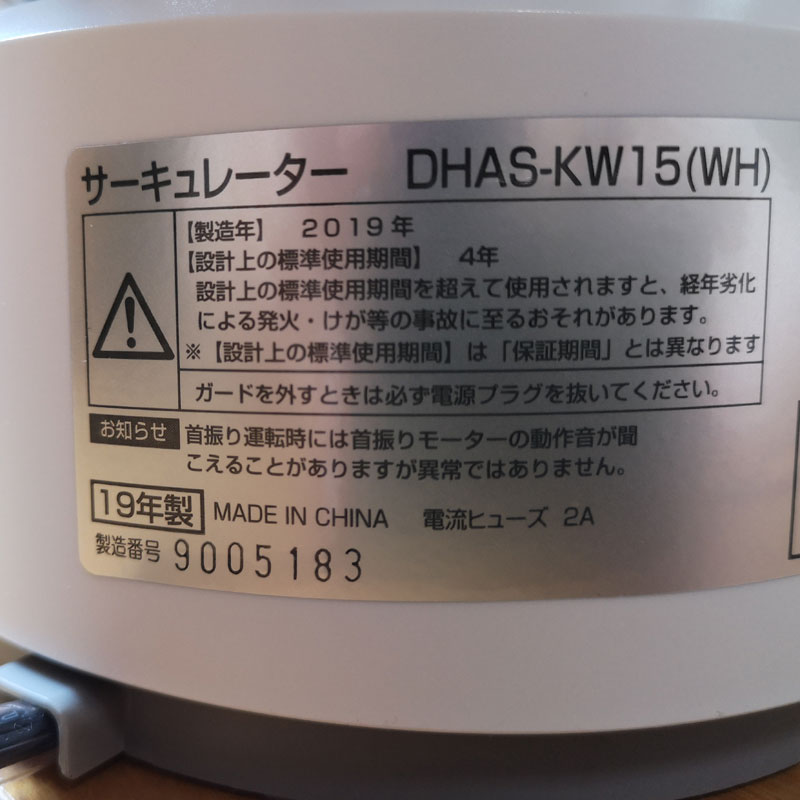 サーキュレーター DHAS-KW15(WH)
【製造年】 2019年
【設計上の標準使用期間】 4年
設計上の標準使用期間を超えて使用されますと、経年劣化
による発火・けが等の事故に至るおそれがあります。
※【設計上の標準使用期間】は「保証期間」とは異なります
ガードを外すときは必ず電源プラグを抜いてください。
お知らせ 首振り運転時には首振りモーターの動作音が聞
こえることがありますが異常ではありません。
19年製 MADE IN CHINA 電流ヒューズ 2A
製造番号 9005183